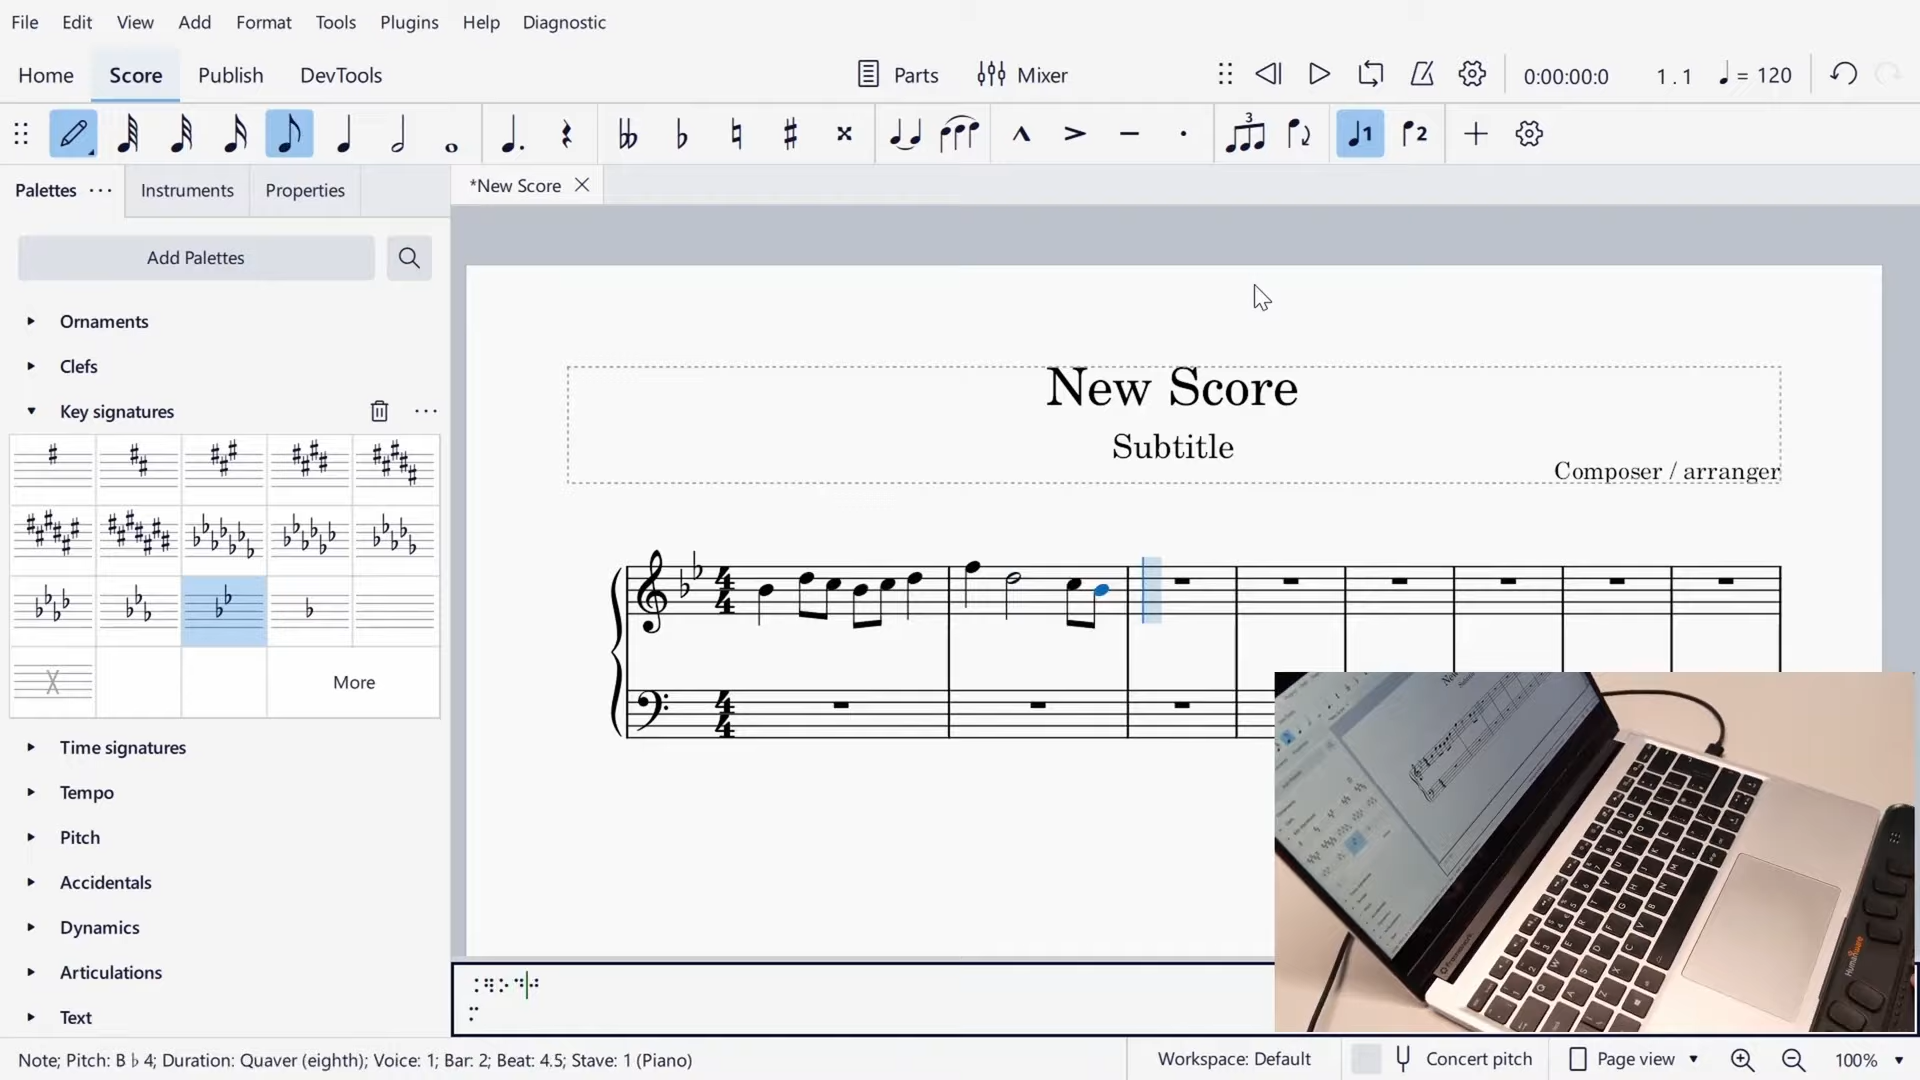 File Edit View Add Format Tools Plugins Help Diagnostic
Home Score Publish DevTools Parts Mixer 0:00:00:0 1 . 1 = 120
3 1 2
Palettes Instruments Properties *New Score
Add Palettes
Ornaments
Clefs
Key signatures
More
Time signatures
Tempo
Pitch
Accidentals
Dynamics
Articulations
Text
New Score
Subtitle
Composer / arranger
Note; Pitch: B♭4; Duration: Quaver (eighth); Voice: 1; Bar: 2; Beat: 4.5; Stave: 1 (Piano) Workspace: Default Concert pitch Page view 100%